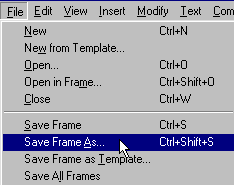 File Edit View Insert Modify Text Com
New Ctrl+N
New from Template...
Open... Ctrl+O
Open in Frame... Ctrl+Shift+O
Close Ctrl+W
Save Frame Ctrl+S
Save Frame As... Ctrl+Shift+S
Save Frame as Template...
Save All Frames